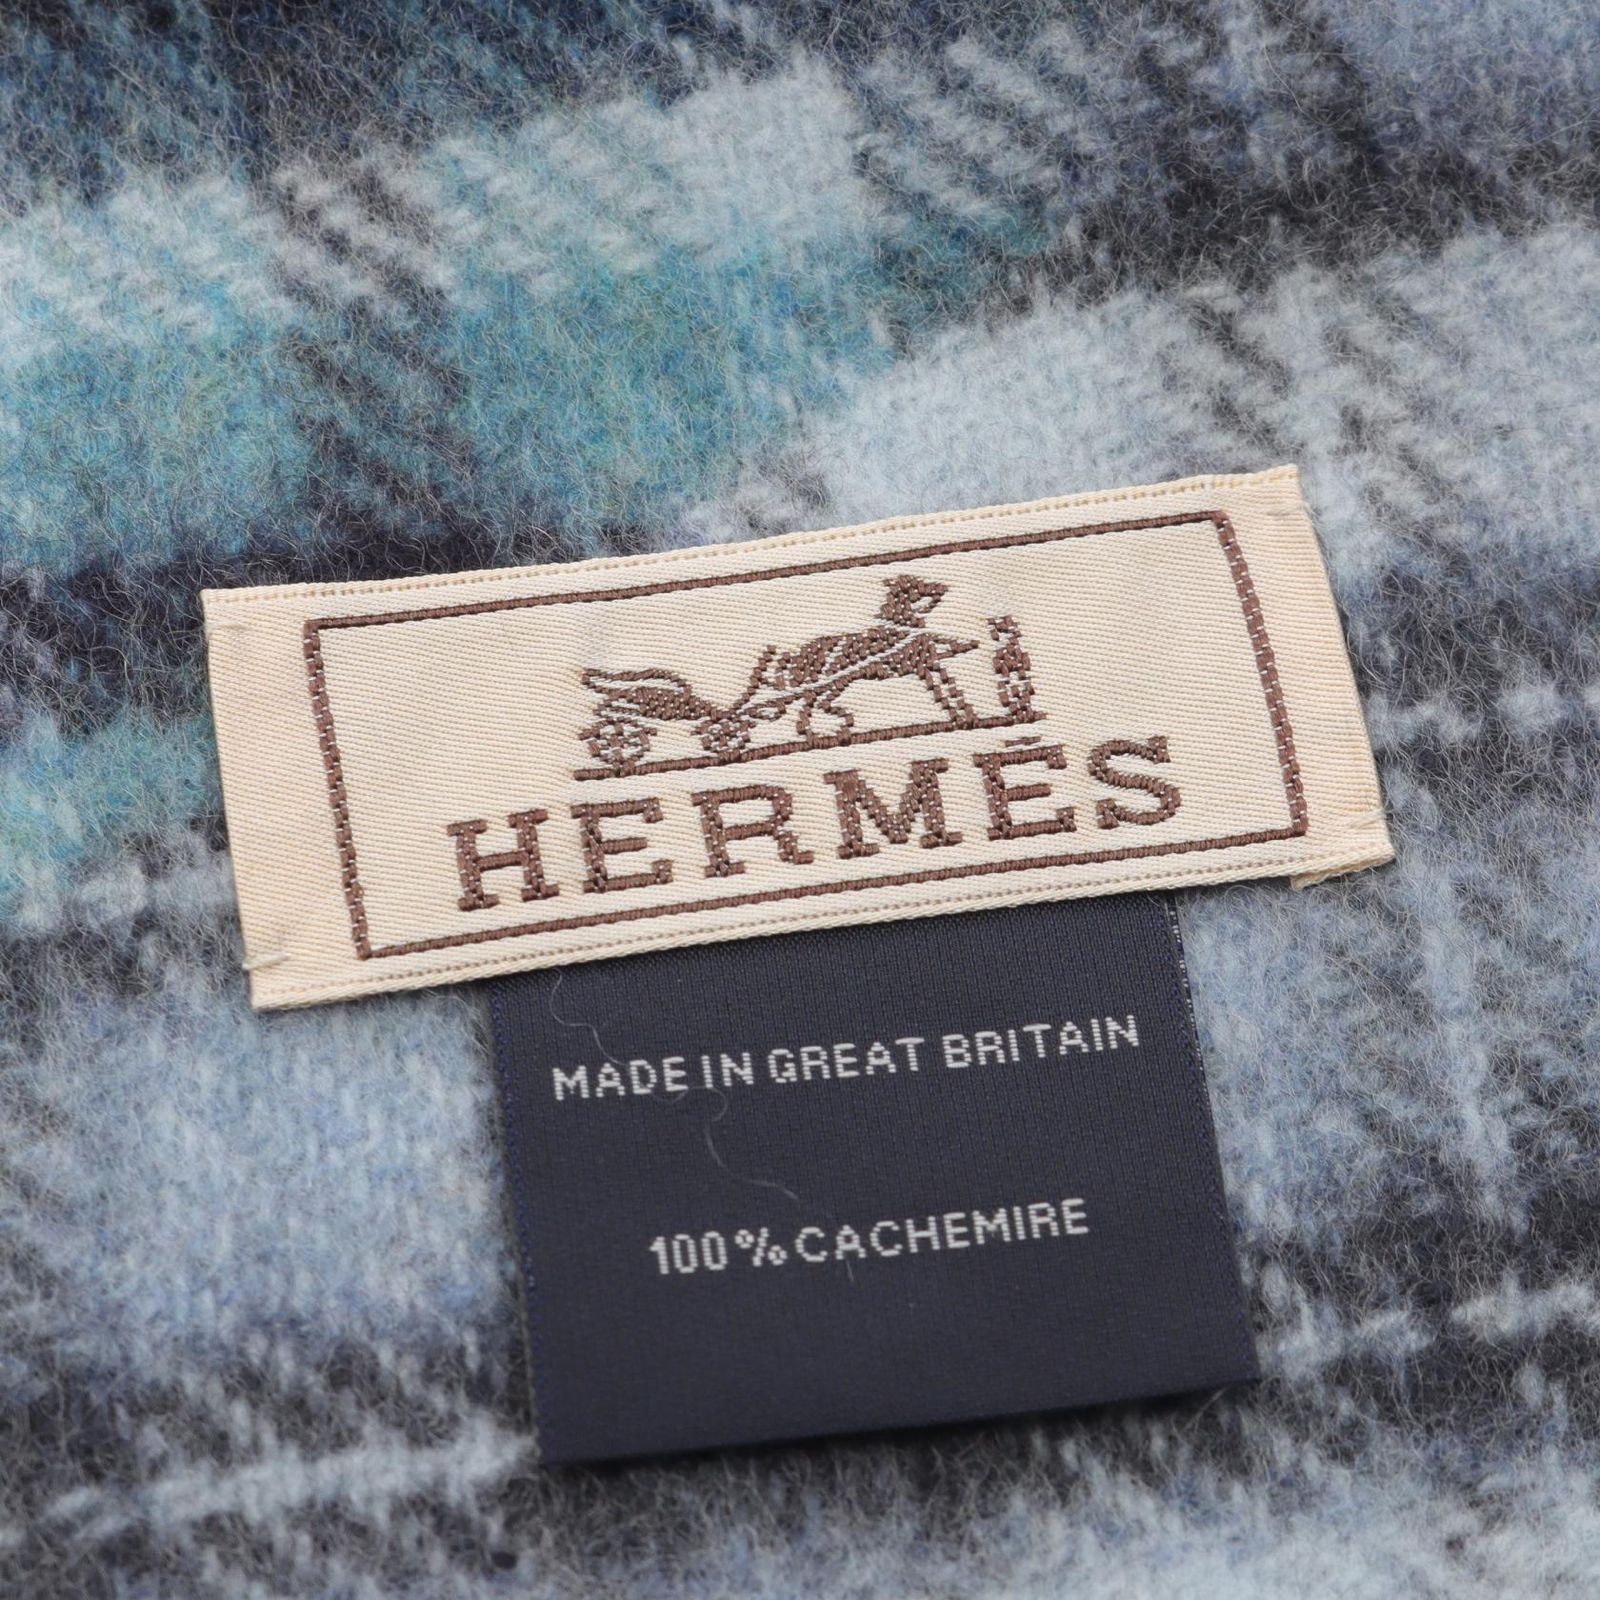 HERMÈS
MADE IN GREAT BRITAIN
100% CACHEMIRE